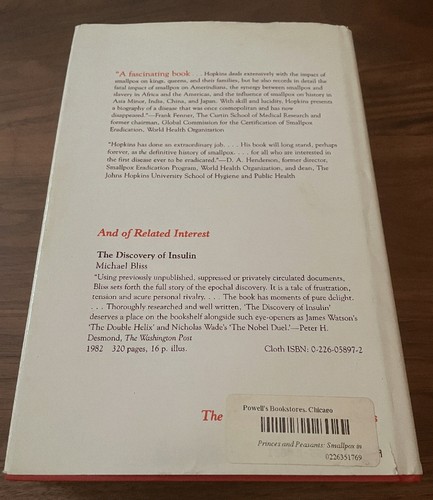 "A fascinating book . . . Hopkins deals extensively with the impact of
smallpox on kings, queens, and their families, but he also records in detail the
fatal impact of smallpox on Amerindians, the synergy between smallpox and
slavery in Africa and the Americas, and the influence of smallpox on history in
Asia Minor, India, China, and Japan. With skill and lucidity, Hopkins presents
a biography of a disease that was once cosmopolitan and has now
disappeared."—Frank Fenner, The Curtin School of Medical Research and
former chairman, Global Commission for the Certification of Smallpox
Eradication, World Health Organization
"Hopkins has done an extraordinary job. . . . His book will long stand, perhaps
forever, as the definitive history of smallpox. . . . for all who are interested in
the first disease ever to be eradicated."—D. A. Henderson, former director,
Smallpox Eradication Program, World Health Organization, and dean, The
Johns Hopkins University School of Hygiene and Public Health
And of Related Interest
The Discovery of Insulin
Michael Bliss
"Using previously unpublished, suppressed or privately circulated documents,
Bliss sets forth the full story of the epochal discovery. It is a tale of frustration,
tension and acute personal rivalry. . . . The book has moments of pure delight.
. . . Thoroughly researched and well written, 'The Discovery of Insulin'
deserves a place on the bookshelf alongside such eye-openers as James Watson's
'The Double Helix' and Nicholas Wade's 'The Nobel Duel.'—Peter H.
Desmond, The Washington Post
1982 320 pages, 16 p. illus. Cloth ISBN: 0-226-05897-2
The
Powell's Bookstores, Chicago
Princes and Peasants: Smallpox in
0226351769